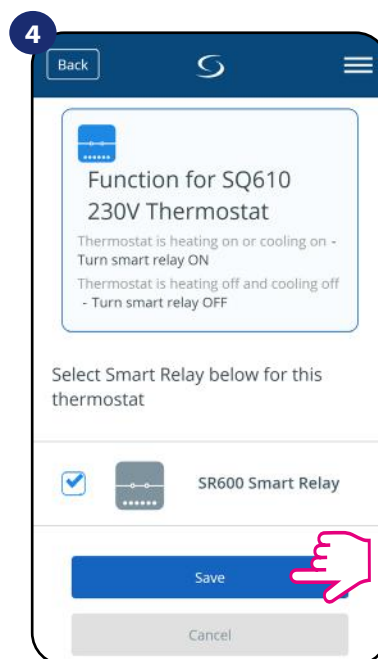 4
Back
Function for SQ610
230V Thermostat
Thermostat is heating on or cooling on -
Turn smart relay ON
Thermostat is heating off and cooling off
- Turn smart relay OFF
Select Smart Relay below for this
thermostat
SR600 Smart Relay
Save
Cancel